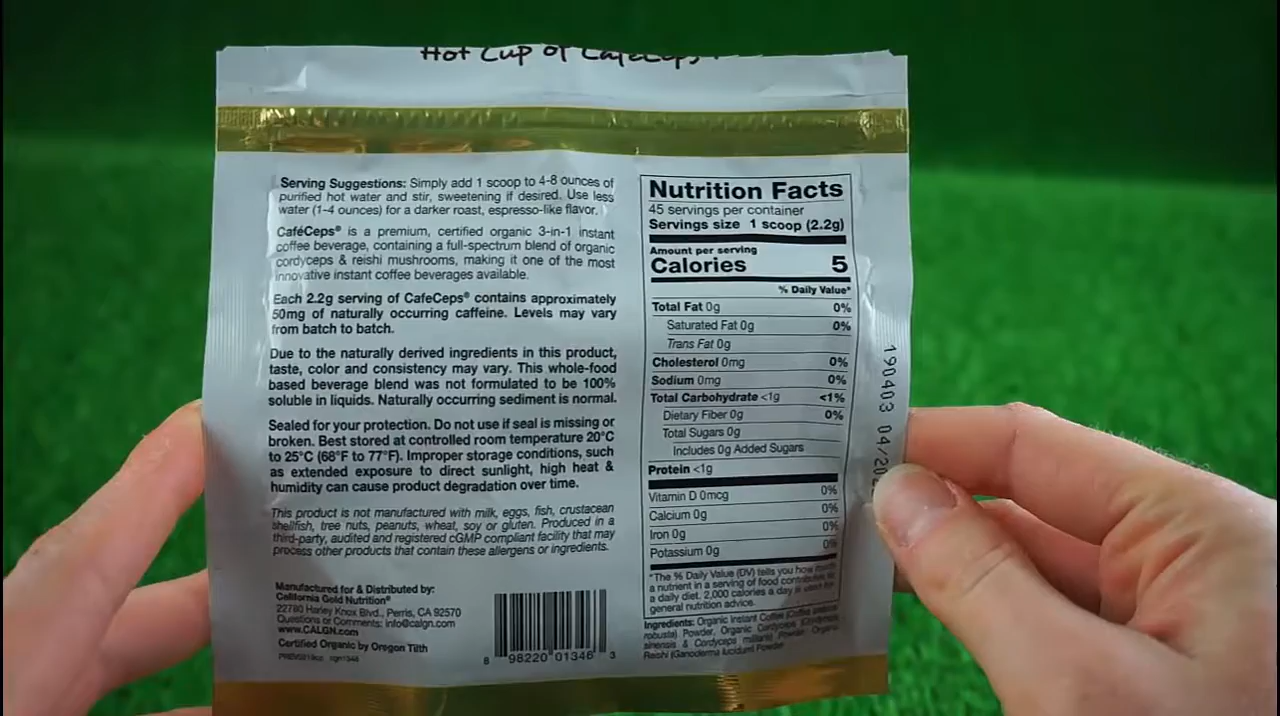 Hot Cup of CafeCeps
Serving Suggestions: Simply add 1 scoop to 4-8 ounces of
purified hot water and stir, sweetening if desired. Use less
water (1-4 ounces) for a darker roast, espresso-like flavor.
CaféCeps® is a premium, certified organic 3-in-1 instant
coffee beverage, containing a full-spectrum blend of organic
cordyceps & reishi mushrooms, making it one of the most
innovative instant coffee beverages available.
Each 2.2g serving of CafeCeps® contains approximately
50mg of naturally occurring caffeine. Levels may vary
from batch to batch.
Due to the naturally derived ingredients in this product,
taste, color and consistency may vary. This whole-food
based beverage blend was not formulated to be 100%
soluble in liquids. Naturally occurring sediment is normal.
Sealed for your protection. Do not use if seal is missing or
broken. Best stored at controlled room temperature 20°C
to 25°C (68°F to 77°F). Improper storage conditions, such
as extended exposure to direct sunlight, high heat &
humidity can cause product degradation over time.
This product is not manufactured with milk, eggs, fish, crustacean
shellfish, tree nuts, peanuts, wheat, soy or gluten. Produced in a
third-party, audited and registered cGMP compliant facility that may
process other products that contain these allergens or ingredients.
Manufactured for & Distributed by:
California Gold Nutrition®
22780 Harley Knox Blvd., Perris, CA 92570
Questions or Comments: info@calgn.com
www.CALGN.com
Certified Organic by Oregon Tilth
8 98220 01346 3
Nutrition Facts
45 servings per container
Servings size 1 scoop (2.2g)
Amount per serving
Calories 5
% Daily Value*
Total Fat 0g 0%
Saturated Fat 0g 0%
Trans Fat 0g
Cholesterol 0mg 0%
Sodium 0mg 0%
Total Carbohydrate <1g <1%
Dietary Fiber 0g 0%
Total Sugars 0g
Includes 0g Added Sugars
Protein <1g
Vitamin D 0mcg 0%
Calcium 0g 0%
Iron 0g 0%
Potassium 0g 0%
*The % Daily Value (DV) tells you how much
a nutrient in a serving of food contributes to
a daily diet. 2,000 calories a day is used for
general nutrition advice.
Ingredients: Organic Instant Coffee (Coffea
robusta) Powder, Organic Cordyceps (Cordyceps
sinensis & Cordyceps militaris) Powder, Organic
Reishi (Ganoderma lucidum) Powder
190403 04/20